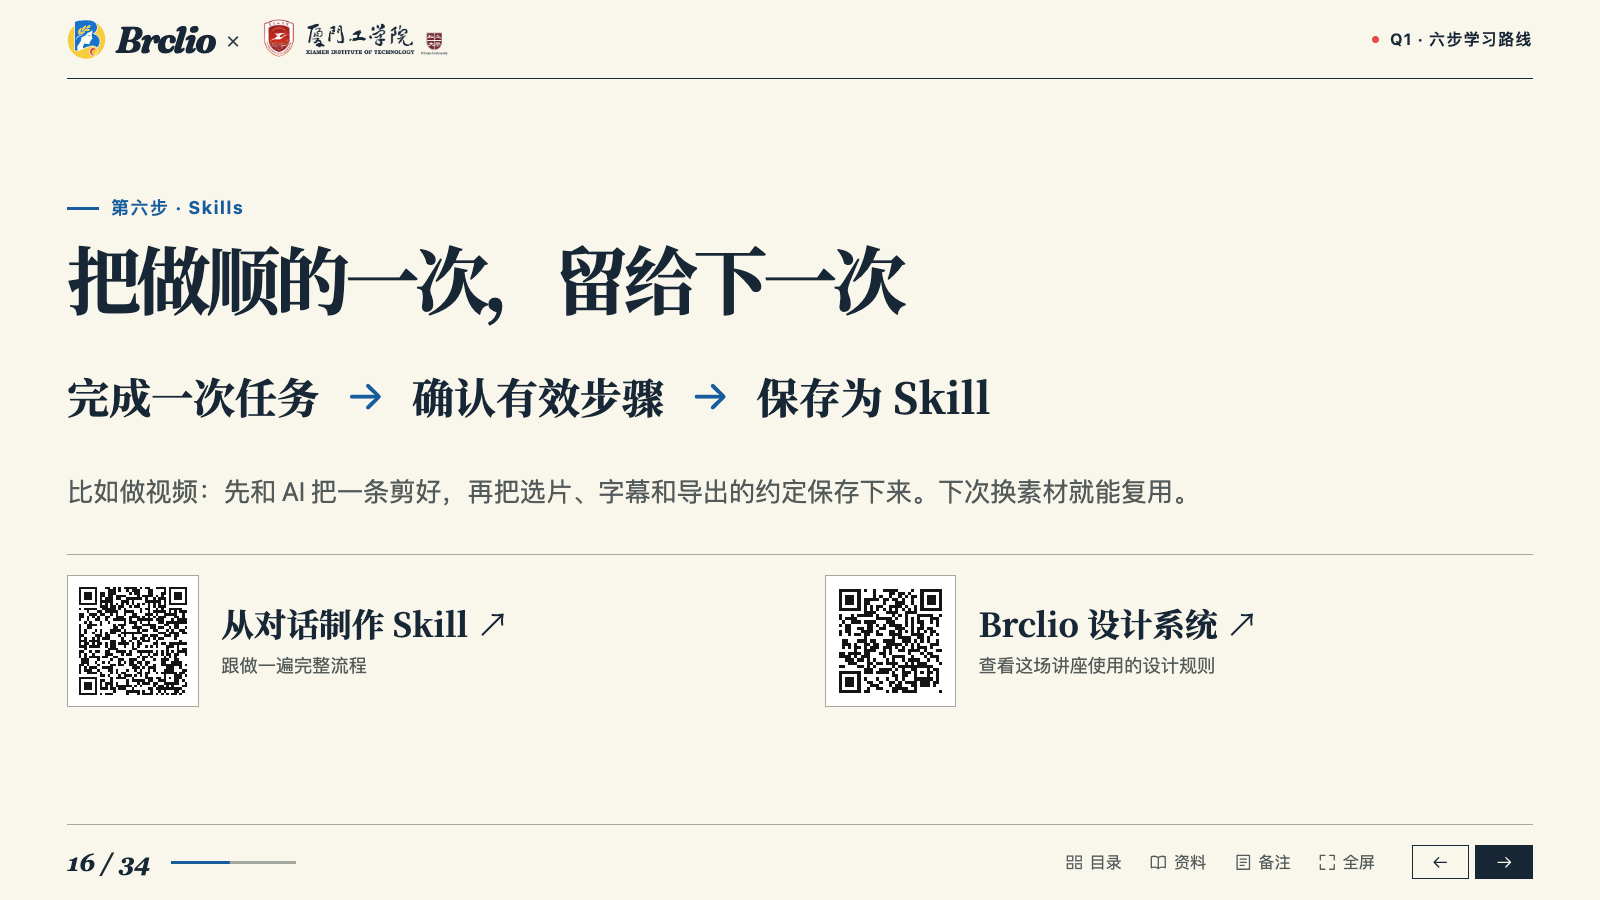 Brclio × 厦門工学院
XIAMEN INSTITUTE OF TECHNOLOGY
Q1 · 六步学习路线
第六步 · Skills
把做顺的一次，留给下一次
完成一次任务 → 确认有效步骤 → 保存为 Skill
比如做视频：先和 AI 把一条剪好，再把选片、字幕和导出的约定保存下来。下次换素材就能复用。
从对话制作 Skill ↗
跟做一遍完整流程
Brclio 设计系统 ↗
查看这场讲座使用的设计规则
16 / 34
目录 资料 备注 全屏 ← →